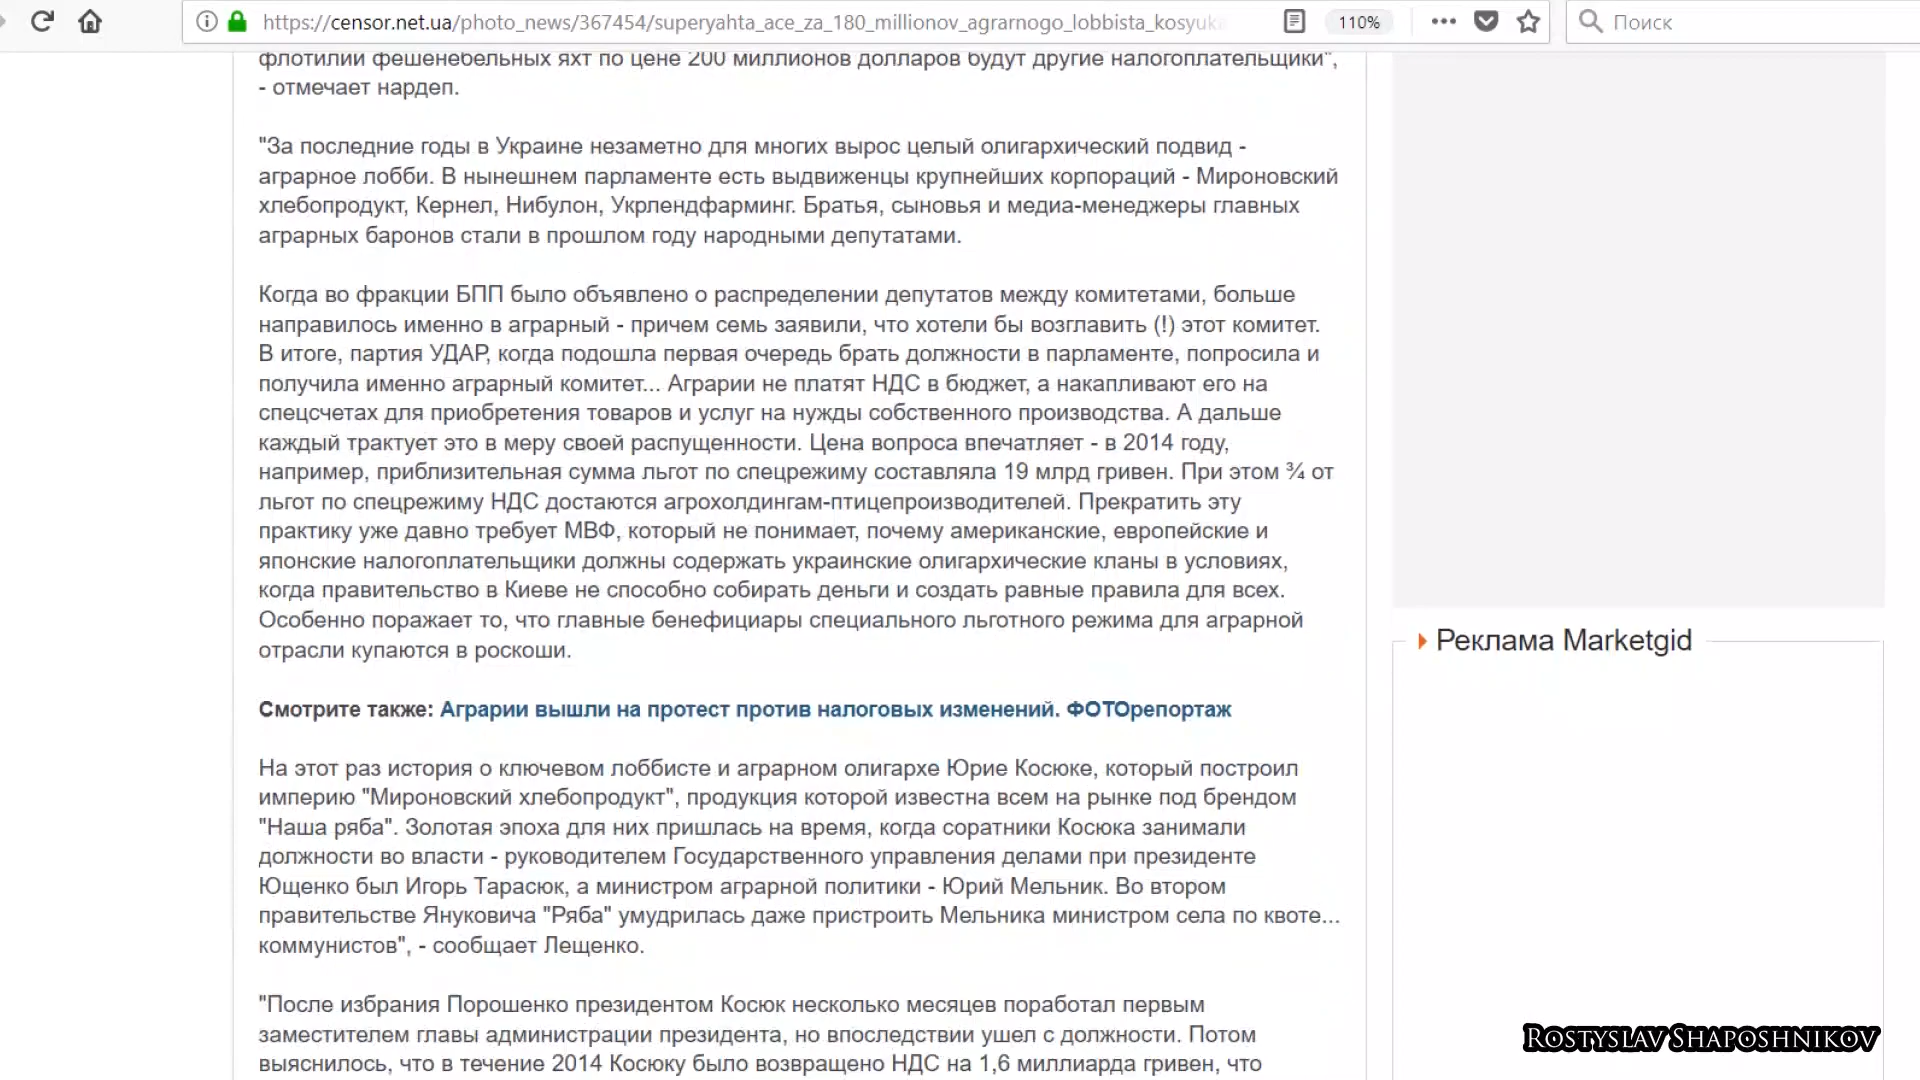 https://censor.net.ua/photo_news/367454/superyahta_ace_za_180_millionov_agrarnogo_lobbista_kosyuka
110%
Поиск
флотилии фешенебельных яхт по цене 200 миллионов долларов будут другие налогоплательщики",
- отмечает нардеп.
"За последние годы в Украине незаметно для многих вырос целый олигархический подвид -
аграрное лобби. В нынешнем парламенте есть выдвиженцы крупнейших корпораций - Мироновский
хлебопродукт, Кернел, Нибулон, Укрлендфарминг. Братья, сыновья и медиа-менеджеры главных
аграрных баронов стали в прошлом году народными депутатами.
Когда во фракции БПП было объявлено о распределении депутатов между комитетами, больше
направилось именно в аграрный - причем семь заявили, что хотели бы возглавить (!) этот комитет.
В итоге, партия УДАР, когда подошла первая очередь брать должности в парламенте, попросила и
получила именно аграрный комитет... Аграрии не платят НДС в бюджет, а накапливают его на
спецсчетах для приобретения товаров и услуг на нужды собственного производства. А дальше
каждый трактует это в меру своей распущенности. Цена вопроса впечатляет - в 2014 году,
например, приблизительная сумма льгот по спецрежиму составляла 19 млрд гривен. При этом ¾ от
льгот по спецрежиму НДС достаются агрохолдингам-птицепроизводителей. Прекратить эту
практику уже давно требует МВФ, который не понимает, почему американские, европейские и
японские налогоплательщики должны содержать украинские олигархические кланы в условиях,
когда правительство в Киеве не способно собирать деньги и создать равные правила для всех.
Особенно поражает то, что главные бенефициары специального льготного режима для аграрной
отрасли купаются в роскоши.
Реклама Marketgid
Смотрите также: Аграрии вышли на протест против налоговых изменений. ФОТОрепортаж
На этот раз история о ключевом лоббисте и аграрном олигархе Юрие Косюке, который построил
империю "Мироновский хлебопродукт", продукция которой известна всем на рынке под брендом
"Наша ряба". Золотая эпоха для них пришлась на время, когда соратники Косюка занимали
должности во власти - руководителем Государственного управления делами при президенте
Ющенко был Игорь Тарасюк, а министром аграрной политики - Юрий Мельник. Во втором
правительстве Януковича "Ряба" умудрилась даже пристроить Мельника министром села по квоте...
коммунистов", - сообщает Лещенко.
"После избрания Порошенко президентом Косюк несколько месяцев поработал первым
заместителем главы администрации президента, но впоследствии ушел с должности. Потом
выяснилось, что в течение 2014 Косюку было возвращено НДС на 1,6 миллиарда гривен, что
Rostyslav Shaposhnikov